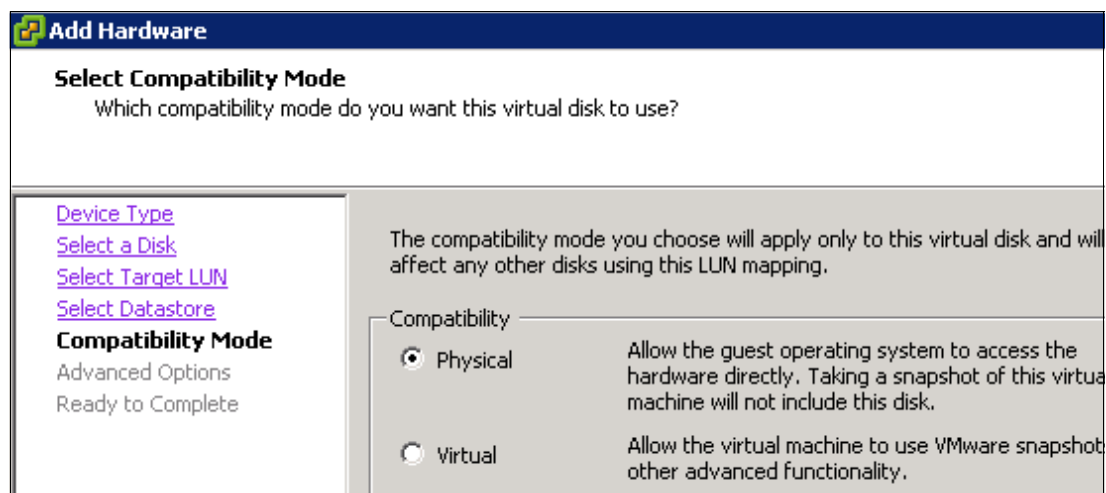 Add Hardware
Select Compatibility Mode
Which compatibility mode do you want this virtual disk to use?
Device Type
Select a Disk
Select Target LUN
Select Datastore
Compatibility Mode
Advanced Options
Ready to Complete
The compatibility mode you choose will apply only to this virtual disk and will
affect any other disks using this LUN mapping.
Compatibility
Physical
Allow the guest operating system to access the
hardware directly. Taking a snapshot of this virtua
machine will not include this disk.
Virtual
Allow the virtual machine to use VMware snapshot
other advanced functionality.